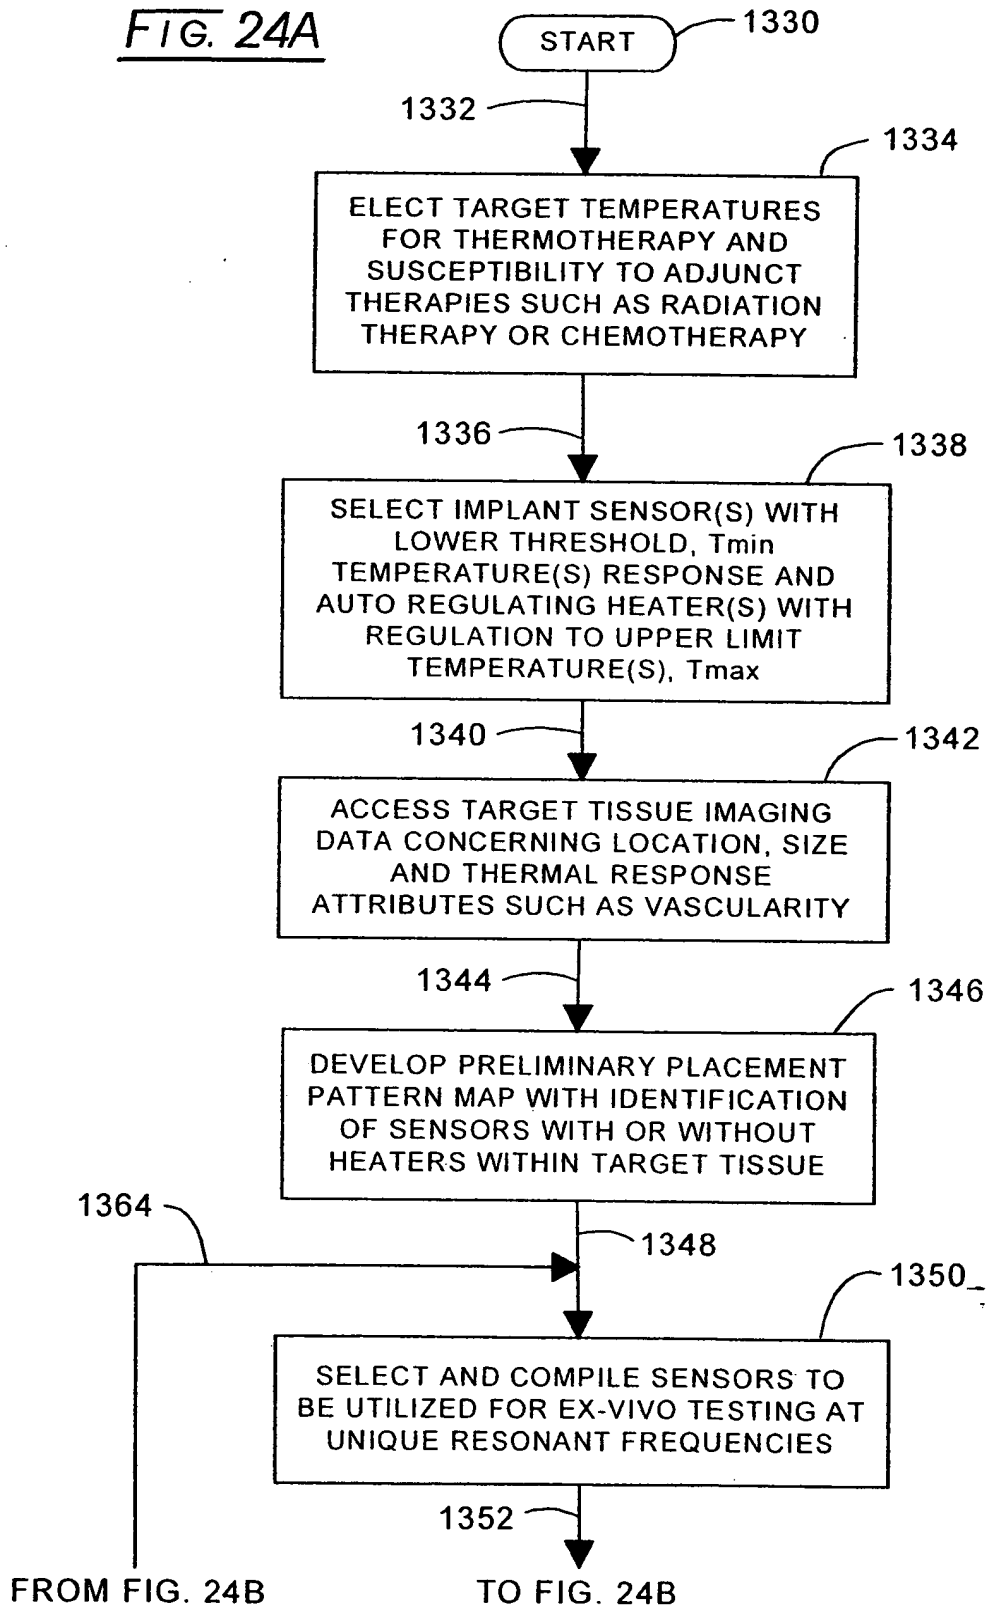 FIG. 24A
START
1330
1332
1334
ELECT TARGET TEMPERATURES
FOR THERMOTHERAPY AND
SUSCEPTIBILITY TO ADJUNCT
THERAPIES SUCH AS RADIATION
THERAPY OR CHEMOTHERAPY
1336
1338
SELECT IMPLANT SENSOR(S) WITH
LOWER THRESHOLD, Tmin
TEMPERATURE(S) RESPONSE AND
AUTO REGULATING HEATER(S) WITH
REGULATION TO UPPER LIMIT
TEMPERATURE(S), Tmax
1340
1342
ACCESS TARGET TISSUE IMAGING
DATA CONCERNING LOCATION, SIZE
AND THERMAL RESPONSE
ATTRIBUTES SUCH AS VASCULARITY
1344
1346
DEVELOP PRELIMINARY PLACEMENT
PATTERN MAP WITH IDENTIFICATION
OF SENSORS WITH OR WITHOUT
HEATERS WITHIN TARGET TISSUE
1364
1348
1350
SELECT AND COMPILE SENSORS TO
BE UTILIZED FOR EX-VIVO TESTING AT
UNIQUE RESONANT FREQUENCIES
1352
FROM FIG. 24B
TO FIG. 24B